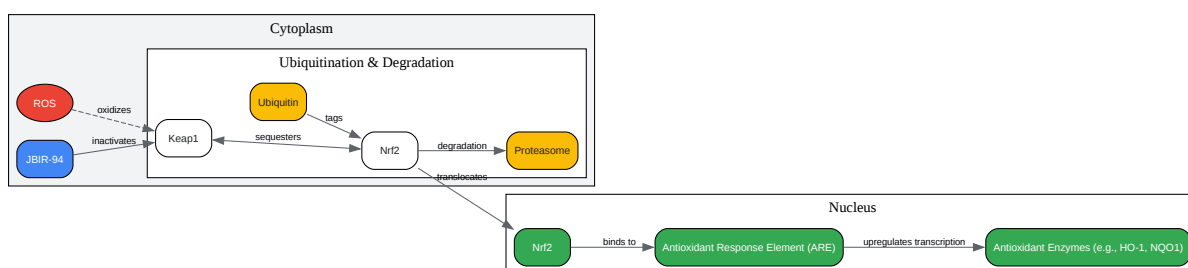 Cytoplasm
Ubiquitination & Degradation
ROS
oxidizes
Ubiquitin
tags
JBIR-94
inactivates
Keap1
sequesters
Nrf2
degradation
Proteasome
translocates
Nucleus
Nrf2
binds to
Antioxidant Response Element (ARE)
upregulates transcription
Antioxidant Enzymes (e.g., HO-1, NQO1)